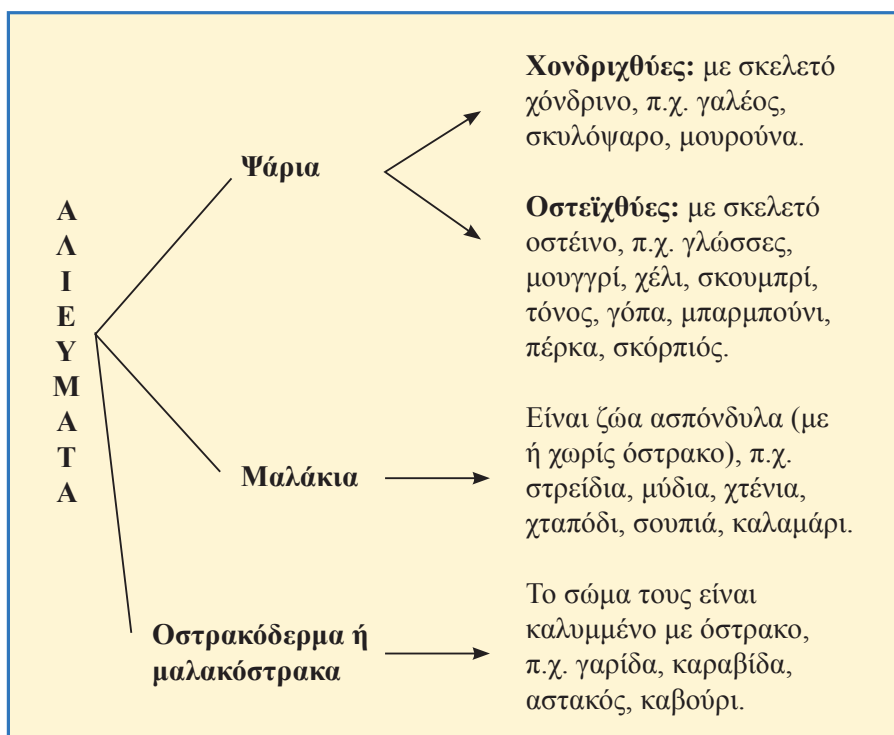 Α
Λ
Ι
Ε
Υ
Μ
Α
Τ
Α
Ψάρια
Χονδριχθύες: με σκελετό
χόνδρινο, π.χ. γαλέος,
σκυλόψαρο, μουρούνα.
Οστεϊχθύες: με σκελετό
οστέινο, π.χ. γλώσσες,
μουγγρί, χέλι, σκουμπρί,
τόνος, γόπα, μπαρμπούνι,
πέρκα, σκόρπιός.
Μαλάκια
Είναι ζώα ασπόνδυλα (με
ή χωρίς όστρακο), π.χ.
στρείδια, μύδια, χτένια,
χταπόδι, σουπιά, καλαμάρι.
Οστρακόδερμα ή
μαλακόστρακα
Το σώμα τους είναι
καλυμμένο με όστρακο,
π.χ. γαρίδα, καραβίδα,
αστακός, καβούρι.